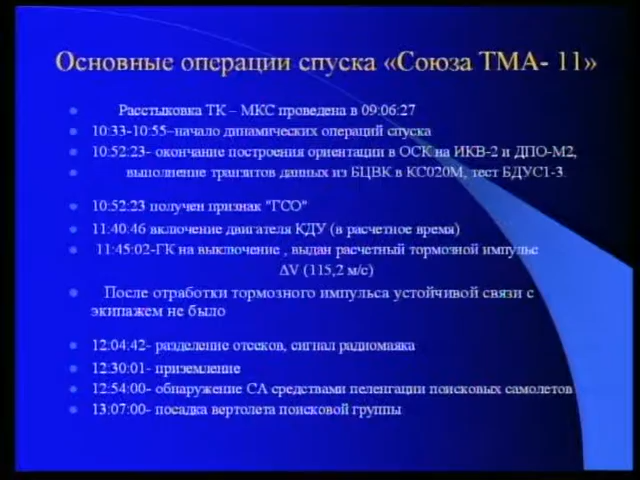 Основные операции спуска «Союза ТМА- 11»
Расстыковка ТК – МКС проведена в 09:06:27
10:33-10:55–начало динамических операций спуска
10:52:23- окончание построения ориентации в ОСК на ИКВ-2 и ДПО-М2,
выполнение транзитов данных из БЦВК в КС020М, тест БДУС1-3.
10:52:23 получен признак "ГСО"
11:40:46 включение двигателя КДУ (в расчетное время)
11:45:02-ГК на выключение , выдан расчетный тормозной импульс
ΔV (115,2 м/с)
После отработки тормозного импульса устойчивой связи с
экипажем не было
12:04:42- разделение отсеков, сигнал радиомаяка
12:30:01- приземление
12:54:00- обнаружение СА средствами пеленгации поисковых самолетов
13:07:00- посадка вертолета поисковой группы